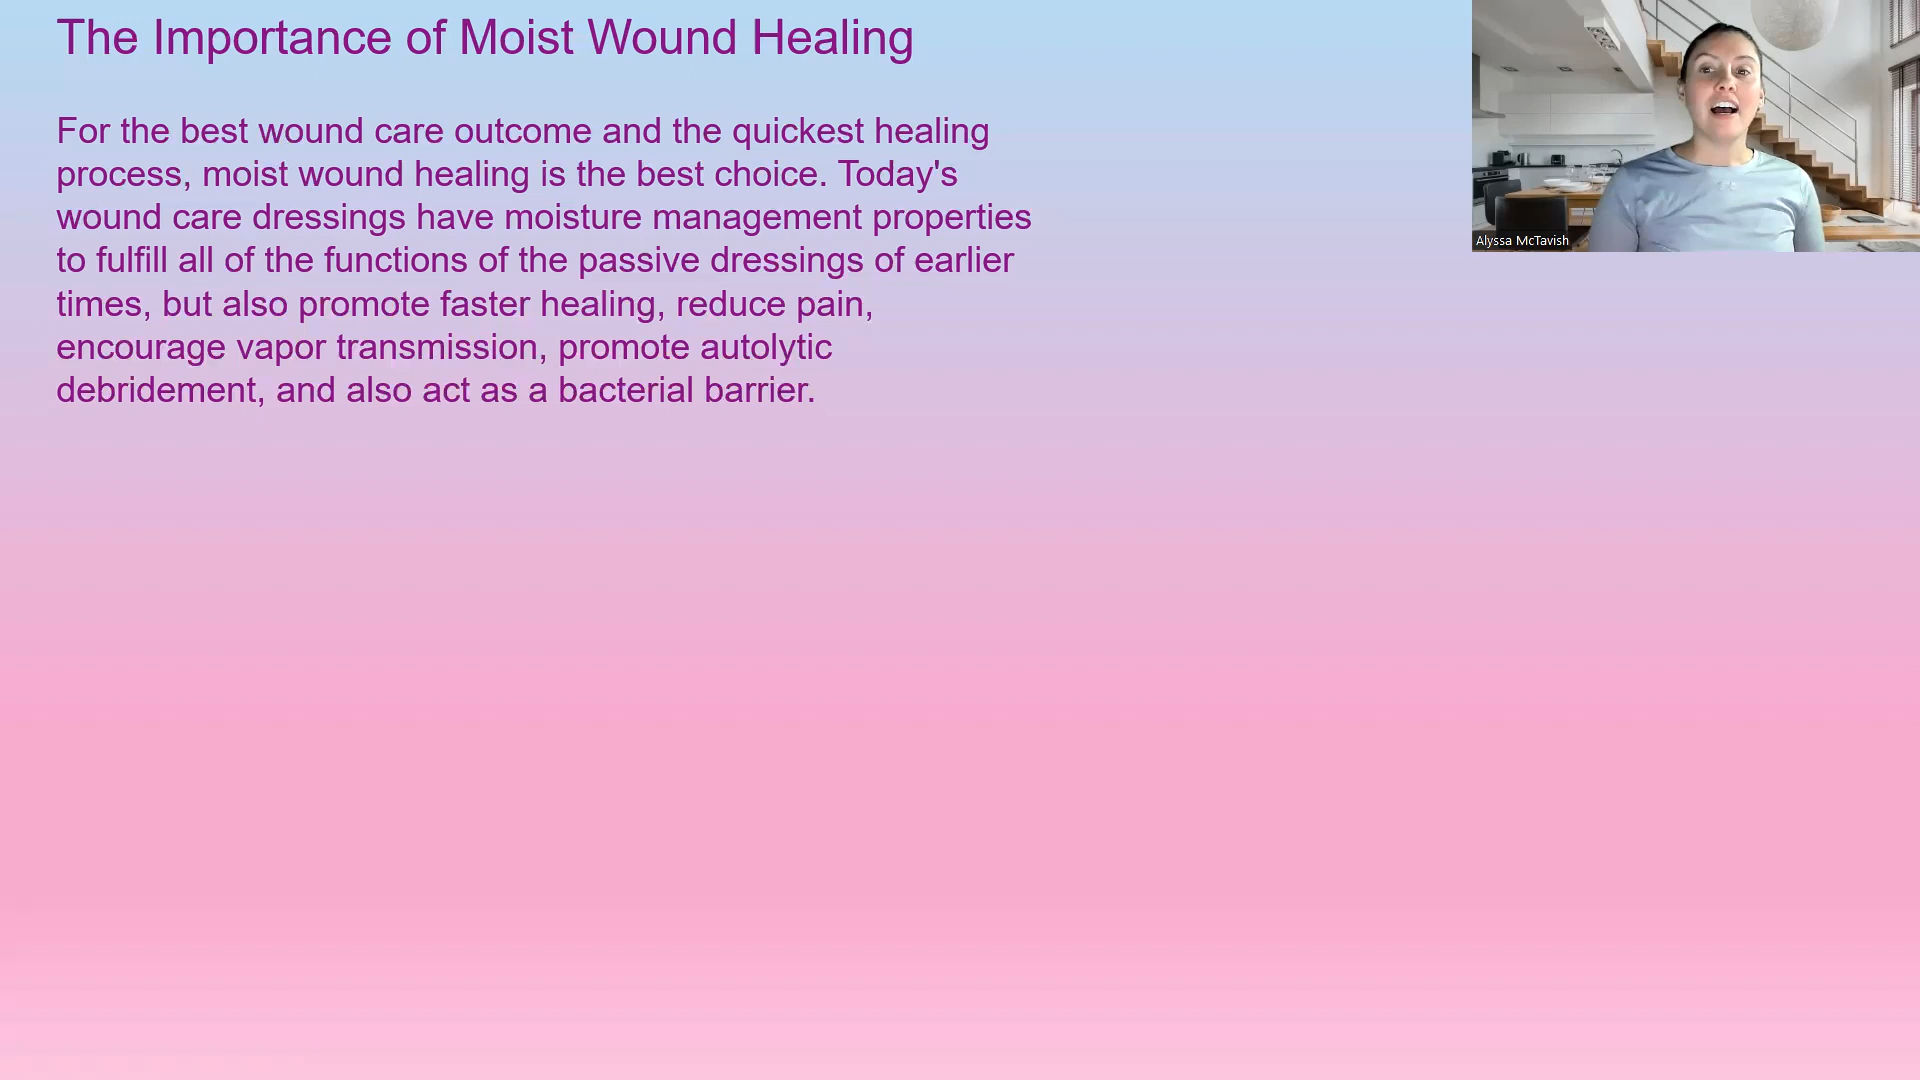 The Importance of Moist Wound Healing
For the best wound care outcome and the quickest healing
process, moist wound healing is the best choice. Today's
wound care dressings have moisture management properties
to fulfill all of the functions of the passive dressings of earlier
times, but also promote faster healing, reduce pain,
encourage vapor transmission, promote autolytic
debridement, and also act as a bacterial barrier.
Alyssa McTavish